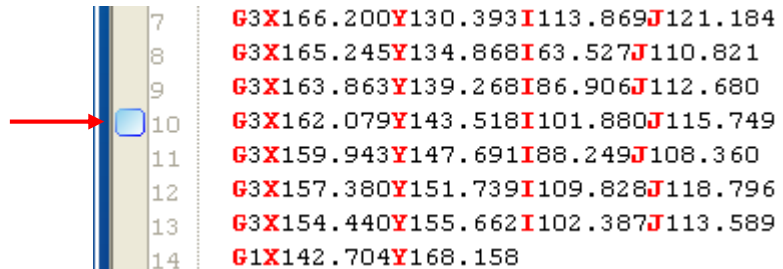 7 G3X166.200Y130.393I113.869J121.184
8 G3X165.245Y134.868I63.527J110.821
9 G3X163.863Y139.268I86.906J112.680
10 G3X162.079Y143.518I101.880J115.749
11 G3X159.943Y147.691I88.249J108.360
12 G3X157.380Y151.739I109.828J118.796
13 G3X154.440Y155.662I102.387J113.589
14 G1X142.704Y168.158